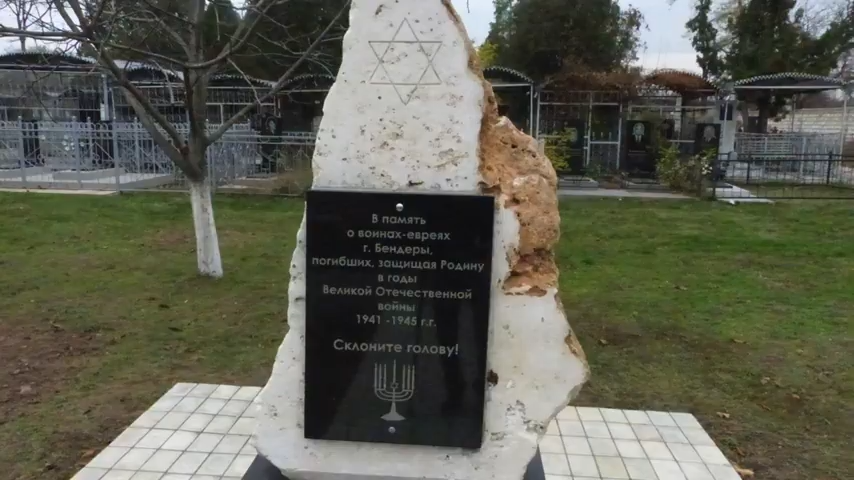 В память
о воинах-евреях
г. Бендеры,
погибших, защищая Родину
в годы
Великой Отечественной
войны
1941 -1945 г.г.
Склоните голову!